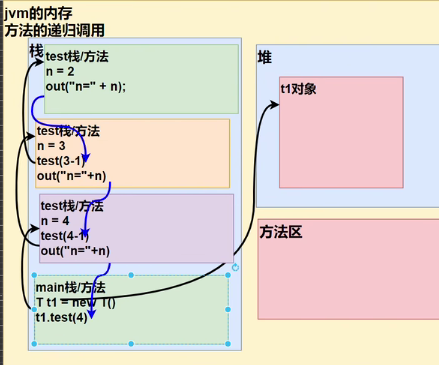 jvm的内存
方法的递归调用
栈
test栈/方法
n = 2
out("n=" + n);
test栈/方法
n = 3
test(3-1)
out("n="+n)
test栈/方法
n = 4
test(4-1)
out("n="+n)
main栈/方法
T t1 = new T()
t1.test(4)
堆
t1对象
方法区